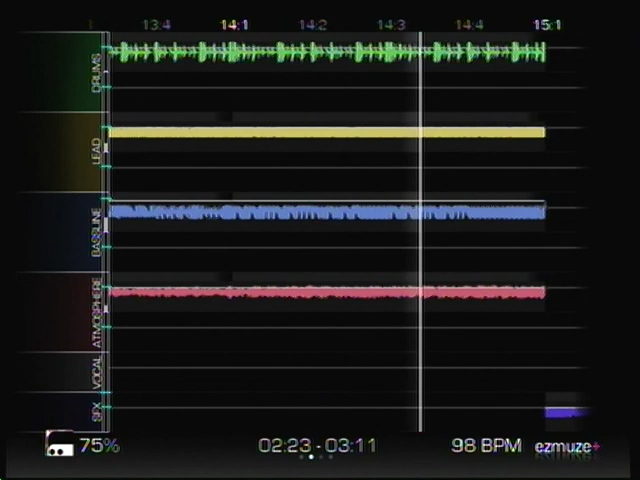 13:4 14:1 14:2 14:3 14:4 15:1
DRUMS
LEAD
BASSLINE
ATMOSPHERE
VOCAL
SFX
75% 02:23 - 03:11 98 BPM ezmuze+